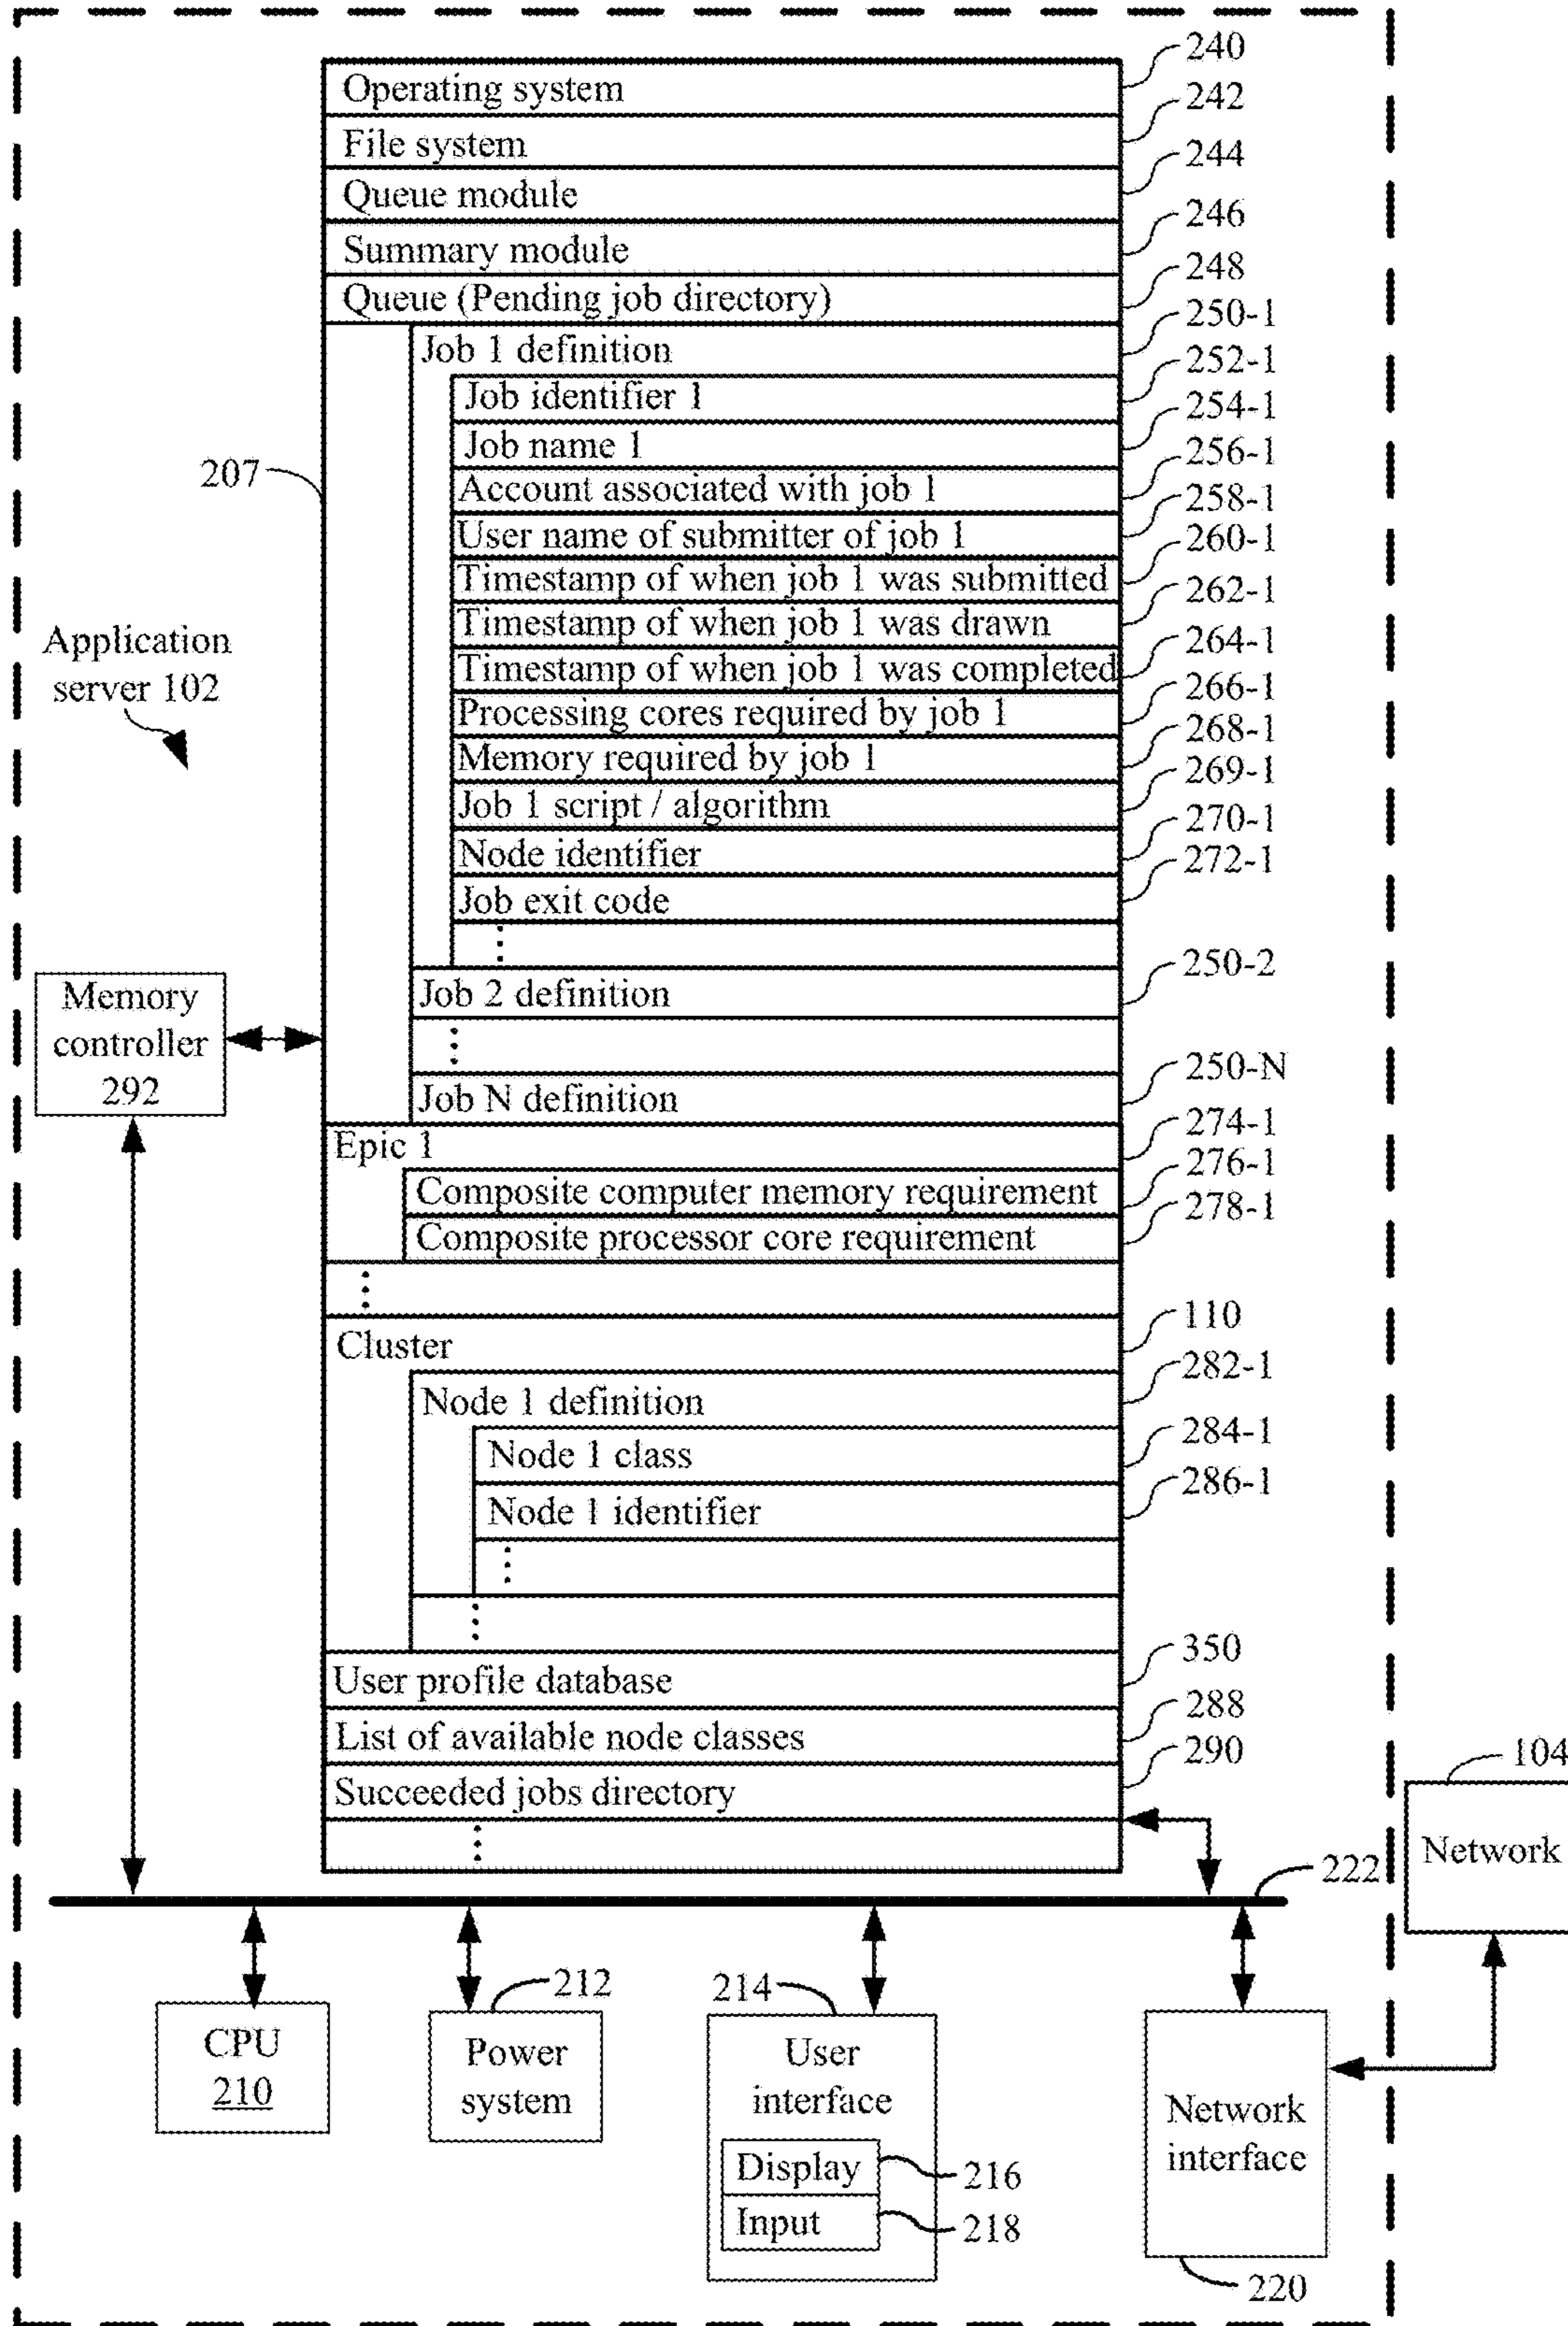 Operating system 240
File system 242
Queue module 244
Summary module 246
Queue (Pending job directory) 248
Job 1 definition 250-1
Job identifier 1 252-1
Job name 1 254-1
Account associated with job 1 256-1
User name of submitter of job 1 258-1
Timestamp of when job 1 was submitted 260-1
Timestamp of when job 1 was drawn 262-1
Timestamp of when job 1 was completed 264-1
Processing cores required by job 1 266-1
Memory required by job 1 268-1
Job 1 script / algorithm 269-1
Node identifier 270-1
Job exit code 272-1
Job 2 definition 250-2
Job N definition 250-N
Epic 1 274-1
Composite computer memory requirement 276-1
Composite processor core requirement 278-1
Cluster 110
Node 1 definition 282-1
Node 1 class 284-1
Node 1 identifier 286-1
User profile database 350
List of available node classes 288
Succeeded jobs directory 290
207
Application
server 102
Memory
controller
292
104
Network
222
CPU
210
212
Power
system
214
User
interface
Display 216
Input 218
Network
interface
220